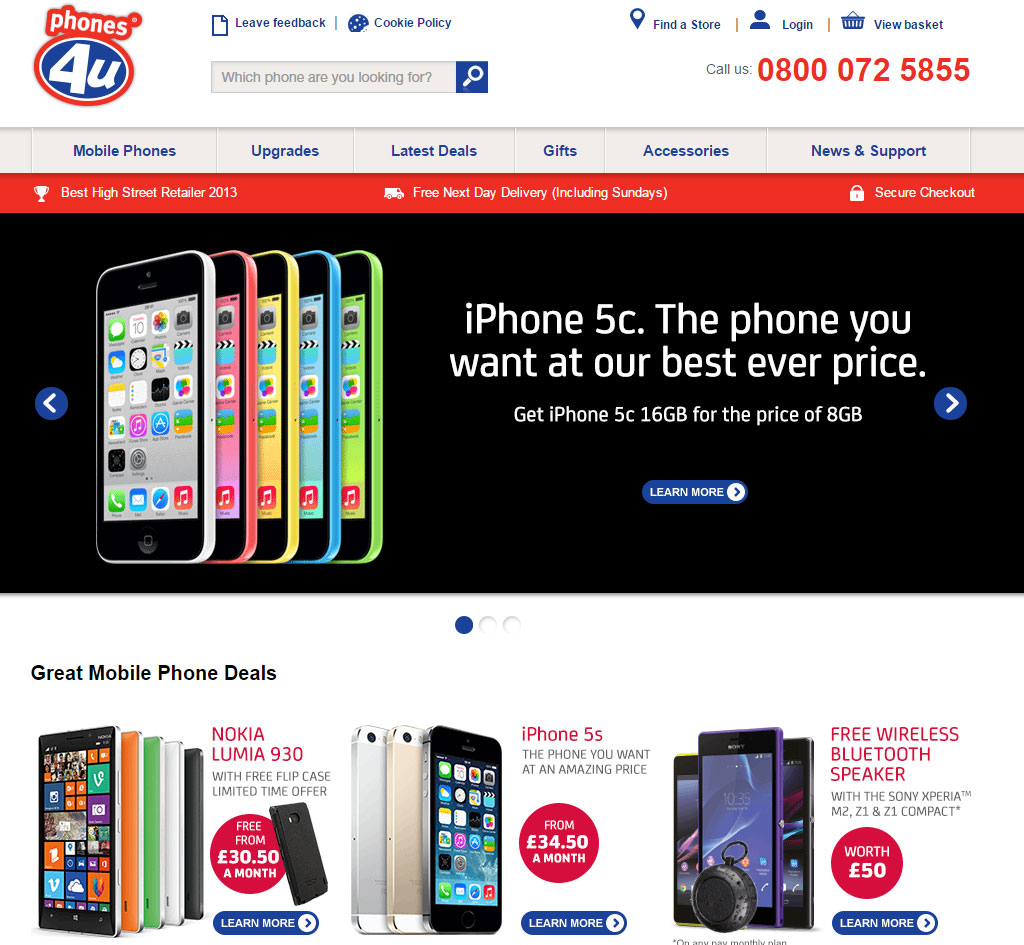 phones
4u
Leave feedback | Cookie Policy
Find a Store | Login | View basket
Which phone are you looking for?
Call us: 0800 072 5855
Mobile Phones Upgrades Latest Deals Gifts Accessories News & Support
Best High Street Retailer 2013 Free Next Day Delivery (Including Sundays) Secure Checkout
iPhone 5c. The phone you
want at our best ever price.
Get iPhone 5c 16GB for the price of 8GB
LEARN MORE
Great Mobile Phone Deals
NOKIA
LUMIA 930
WITH FREE FLIP CASE
LIMITED TIME OFFER
FREE
FROM
£30.50
A MONTH
LEARN MORE
iPhone 5s
THE PHONE YOU WANT
AT AN AMAZING PRICE
FROM
£34.50
A MONTH
LEARN MORE
SONY
10:35
FREE WIRELESS
BLUETOOTH
SPEAKER
WITH THE SONY XPERIA™
M2, Z1 & Z1 COMPACT*
WORTH
£50
LEARN MORE
*On any pay monthly plan